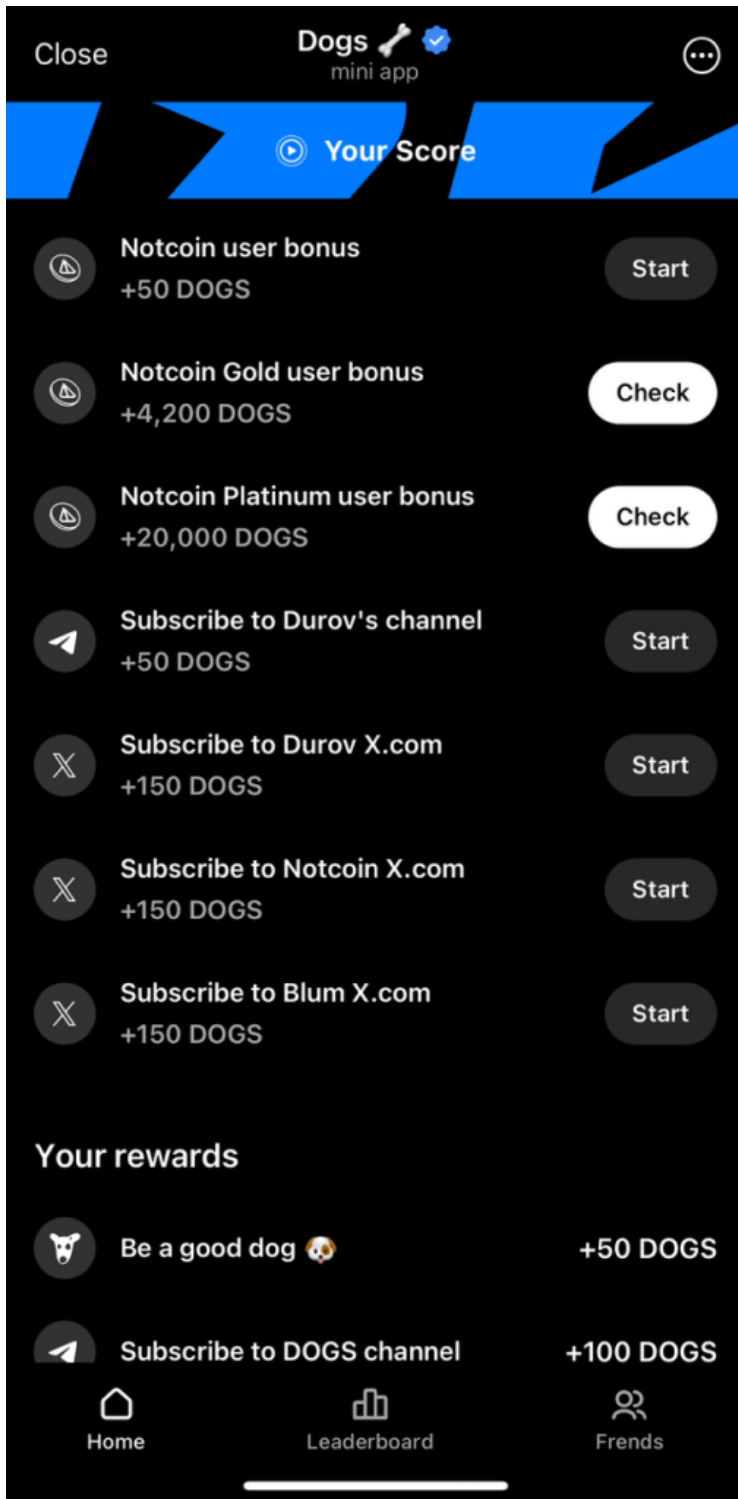 Close
Dogs 🦴
mini app
Your Score
Notcoin user bonus
+50 DOGS
Start
Notcoin Gold user bonus
+4,200 DOGS
Check
Notcoin Platinum user bonus
+20,000 DOGS
Check
Subscribe to Durov's channel
+50 DOGS
Start
Subscribe to Durov X.com
+150 DOGS
Start
Subscribe to Notcoin X.com
+150 DOGS
Start
Subscribe to Blum X.com
+150 DOGS
Start
Your rewards
Be a good dog 🐶 +50 DOGS
Subscribe to DOGS channel +100 DOGS
Home Leaderboard Frends